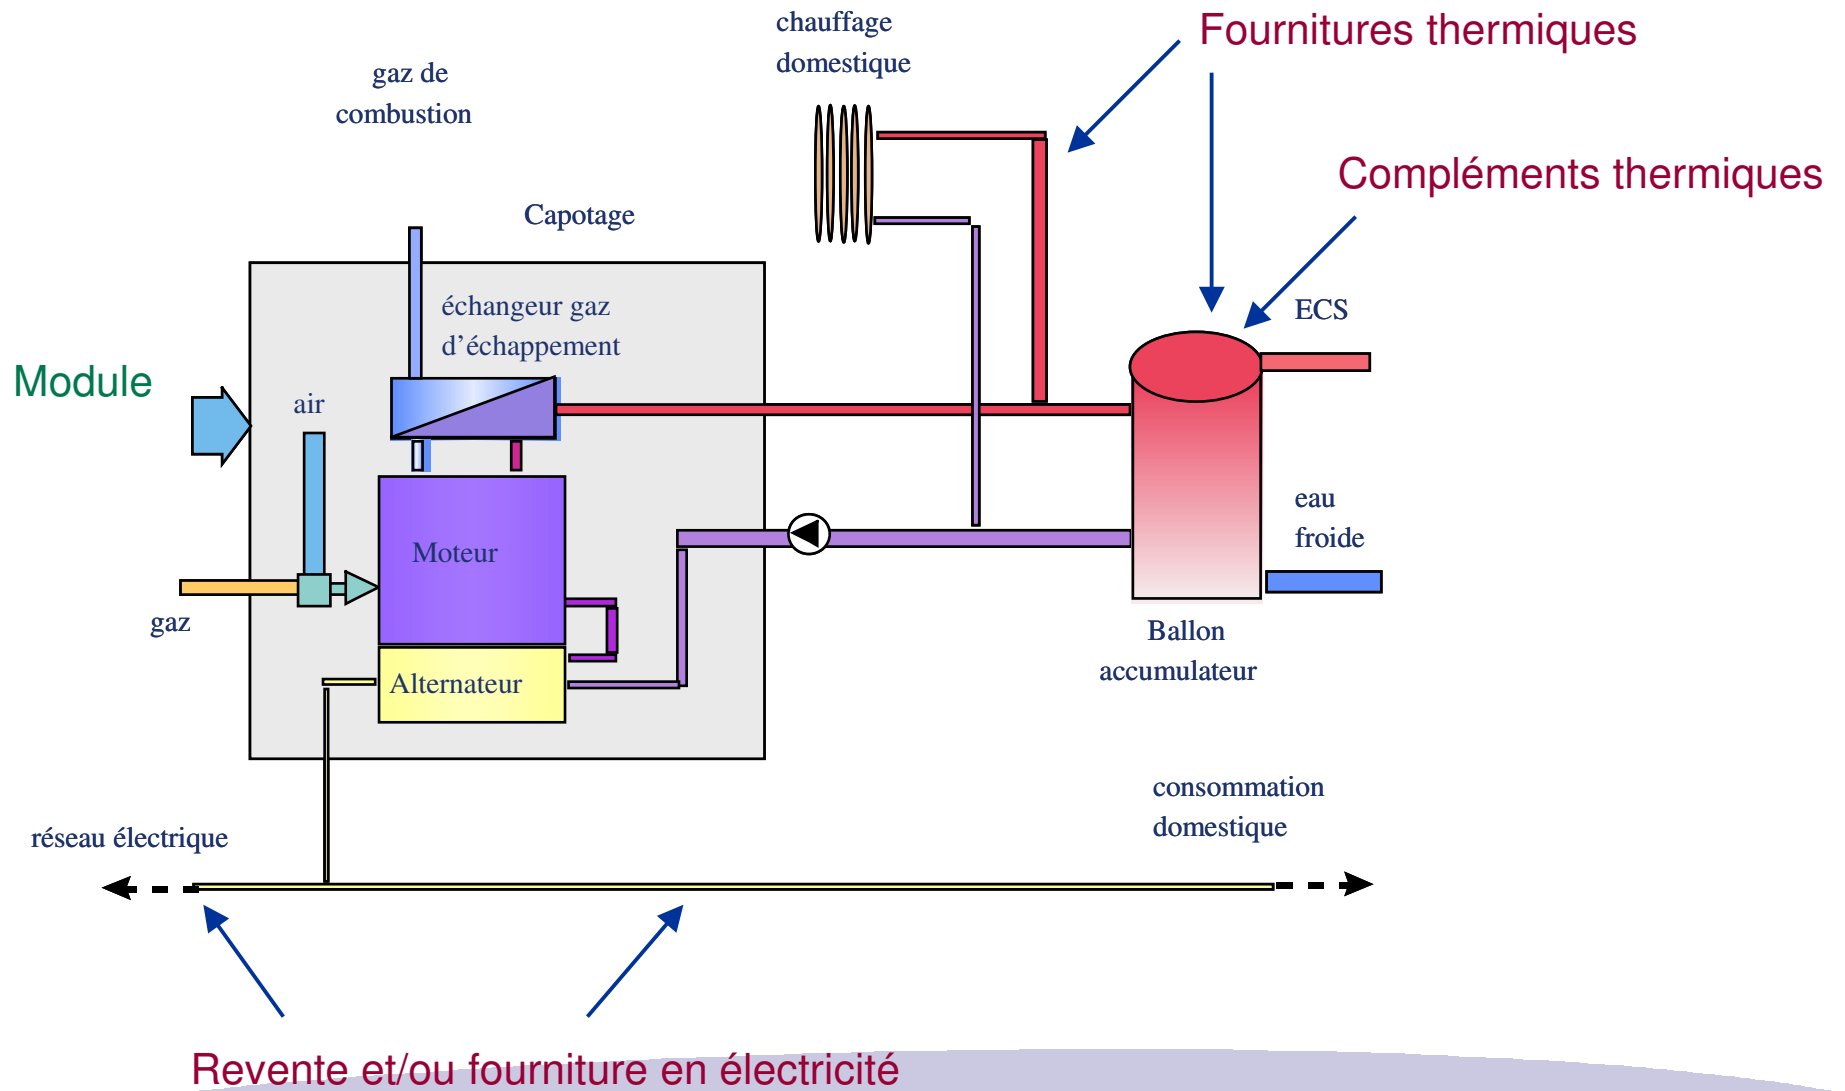 chauffage
domestique
Fournitures thermiques
gaz de
combustion
Compléments thermiques
Capotage
échangeur gaz
d’échappement
ECS
Module
air
eau
froide
Moteur
gaz
Ballon
accumulateur
Alternateur
consommation
domestique
réseau électrique
Revente et/ou fourniture en électricité